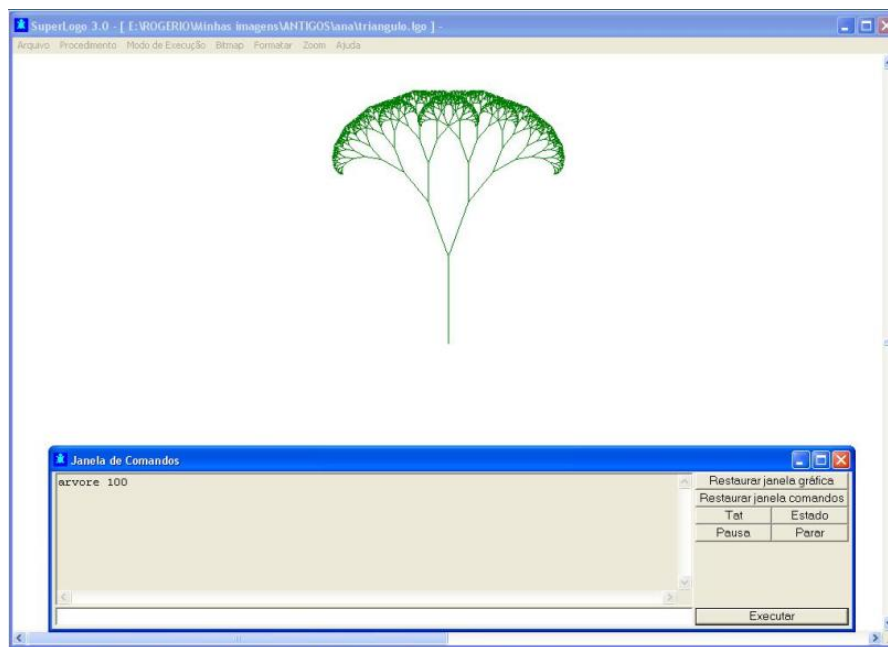 SuperLogo 3.0 - [ E:\ROGERIO\Minhas imagens\ANTIGOS\ana\triangulo.lgo ] -
Arquivo Procedimento Modo de Execução Bitmap Formatar Zoom Ajuda
Janela de Comandos
arvore 100
Restaurar janela gráfica
Restaurar janela comandos
Tat Estado
Pausa Parar
Executar